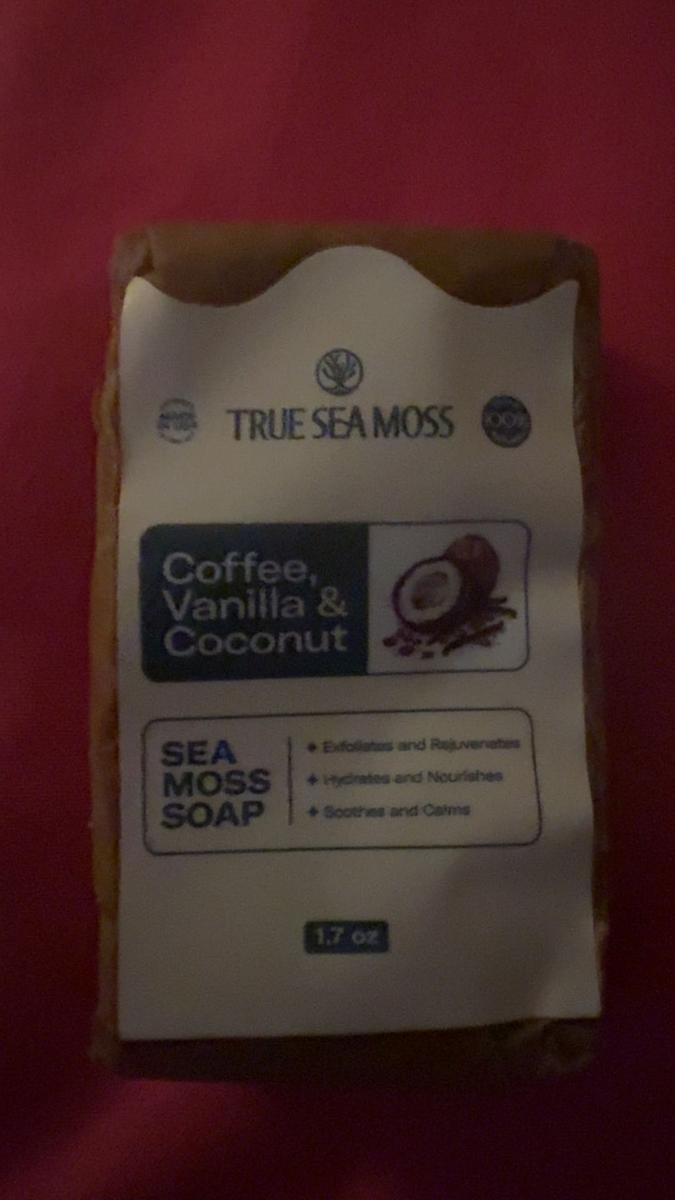 TRUE SEA MOSS
100%
Coffee,
Vanilla &
Coconut
SEA
MOSS
SOAP
Exfoliates and Rejuvenates
Hydrates and Nourishes
Soothes and Calms
1.7 oz